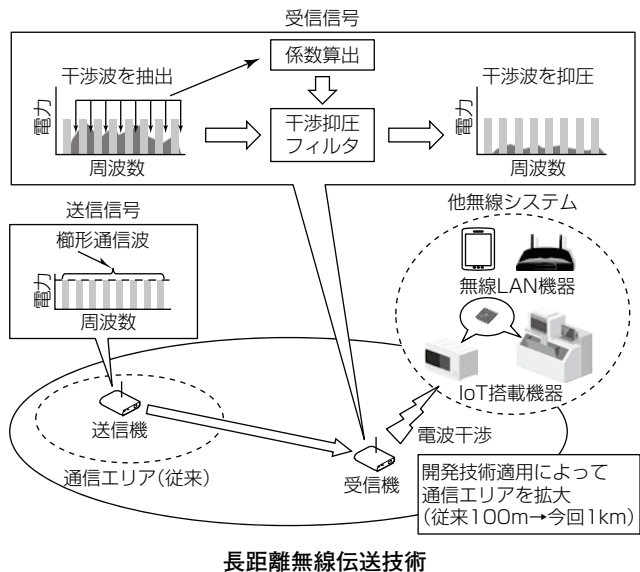 受信信号
干渉波を抽出
電力
周波数
係数算出
干渉抑圧
フィルタ
干渉波を抑圧
電力
周波数
送信信号
櫛形通信波
電力
周波数
他無線システム
無線LAN機器
IoT搭載機器
送信機
通信エリア(従来)
受信機
電波干渉
開発技術適用によって
通信エリアを拡大
(従来100m→今回1km)
長距離無線伝送技術